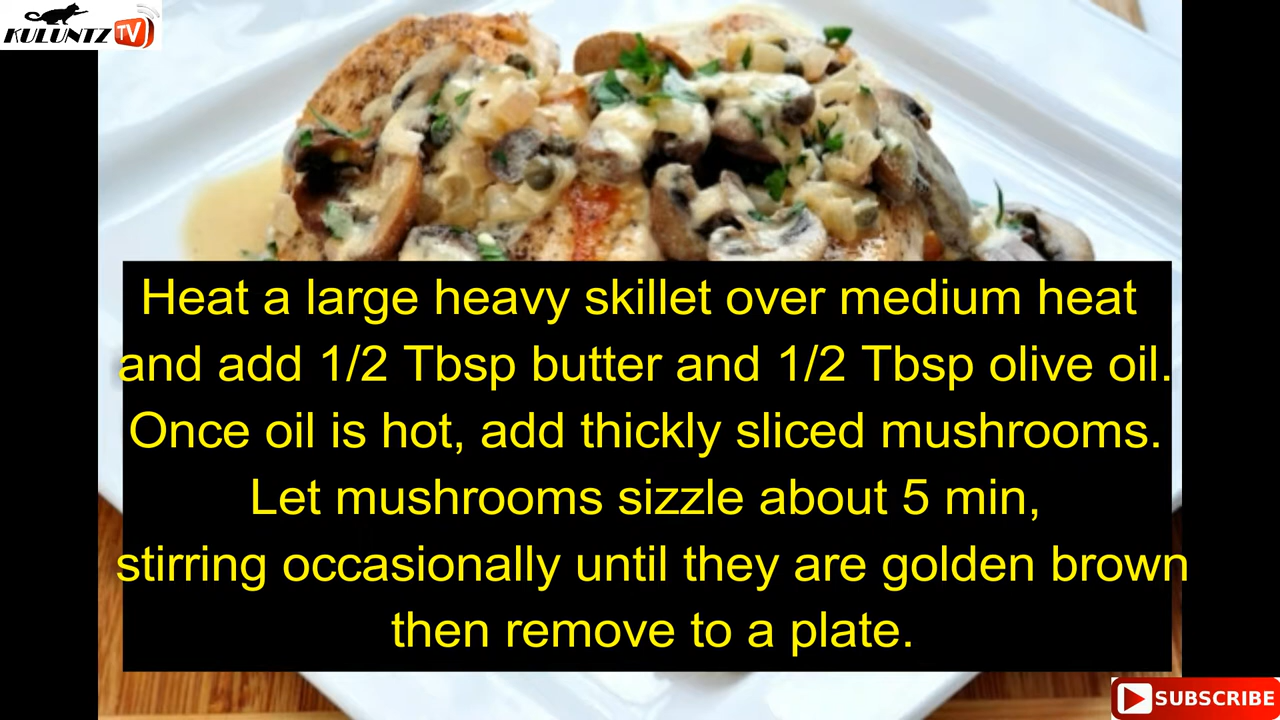 KULUNTZ TV
Heat a large heavy skillet over medium heat
and add 1/2 Tbsp butter and 1/2 Tbsp olive oil.
Once oil is hot, add thickly sliced mushrooms.
Let mushrooms sizzle about 5 min,
stirring occasionally until they are golden brown
then remove to a plate.
SUBSCRIBE